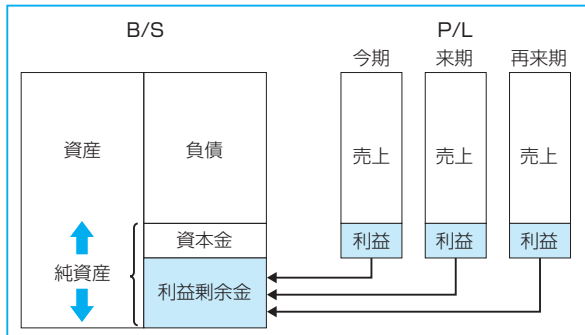 B/S
P/L
今期 来期 再来期
資産 負債 売上 売上 売上
資本金 利益 利益 利益
純資産
利益剰余金